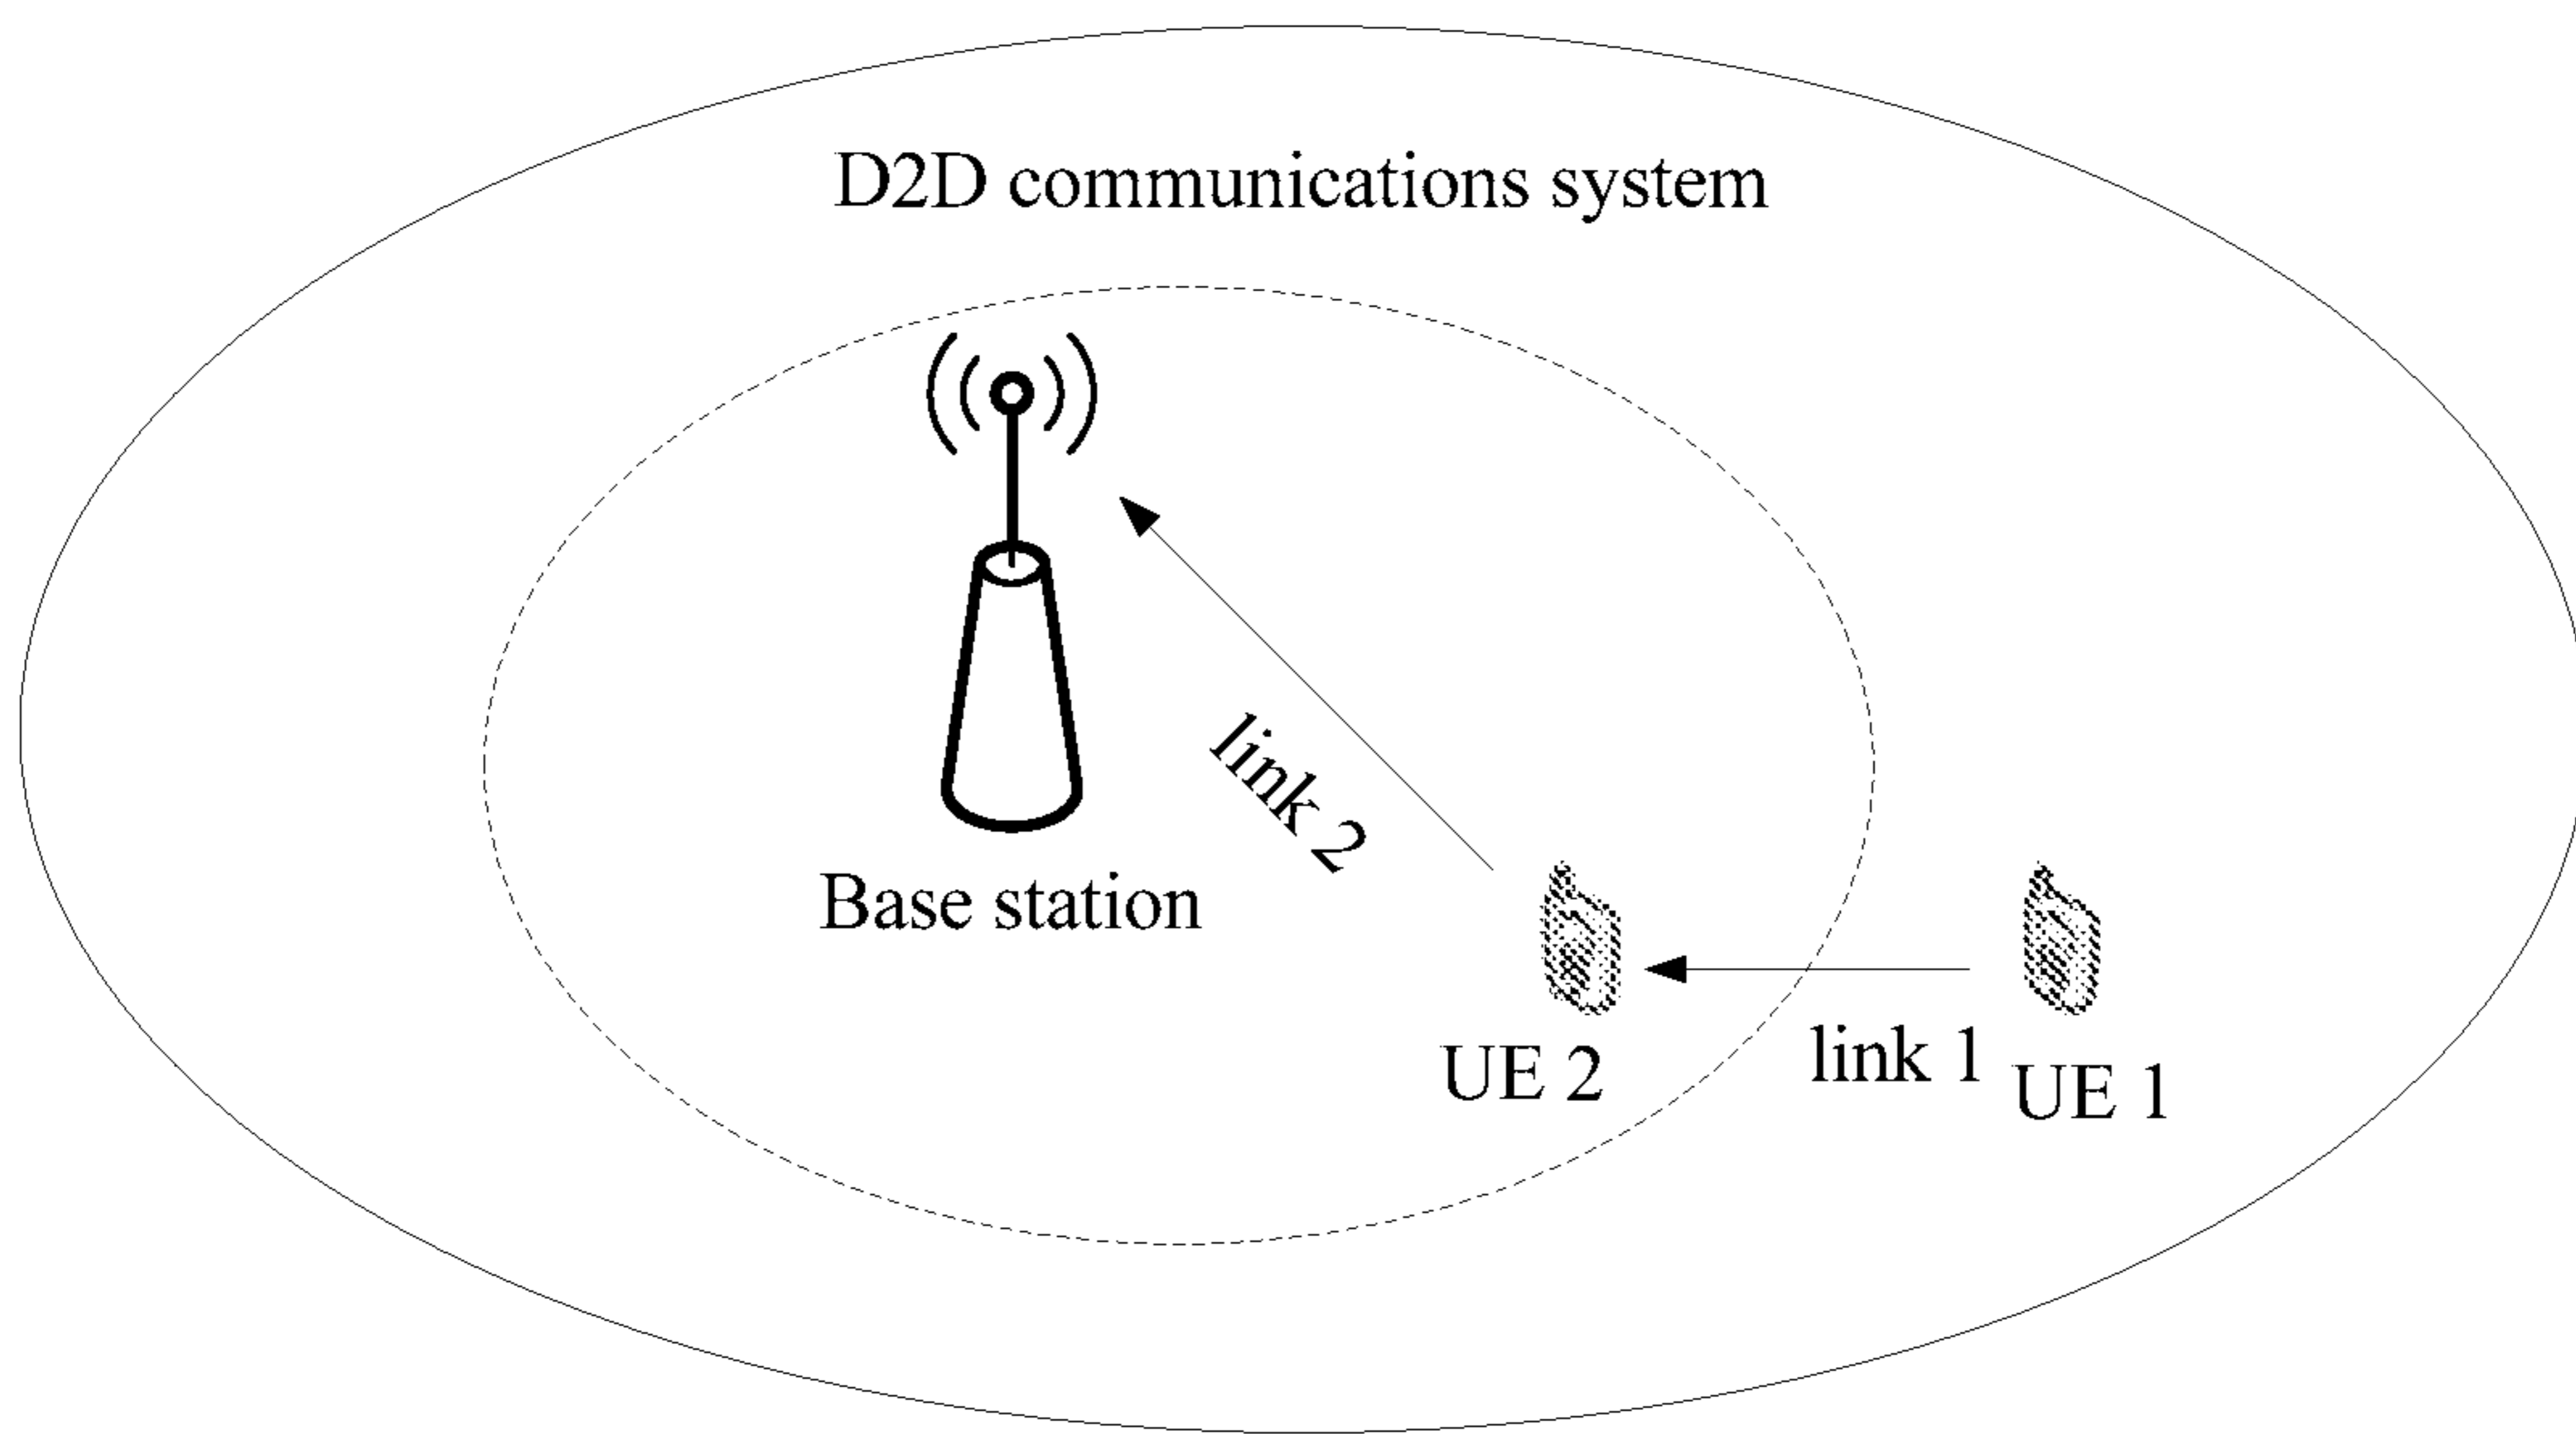 D2D communications system
link 2
Base station
UE 2
link 1
UE 1